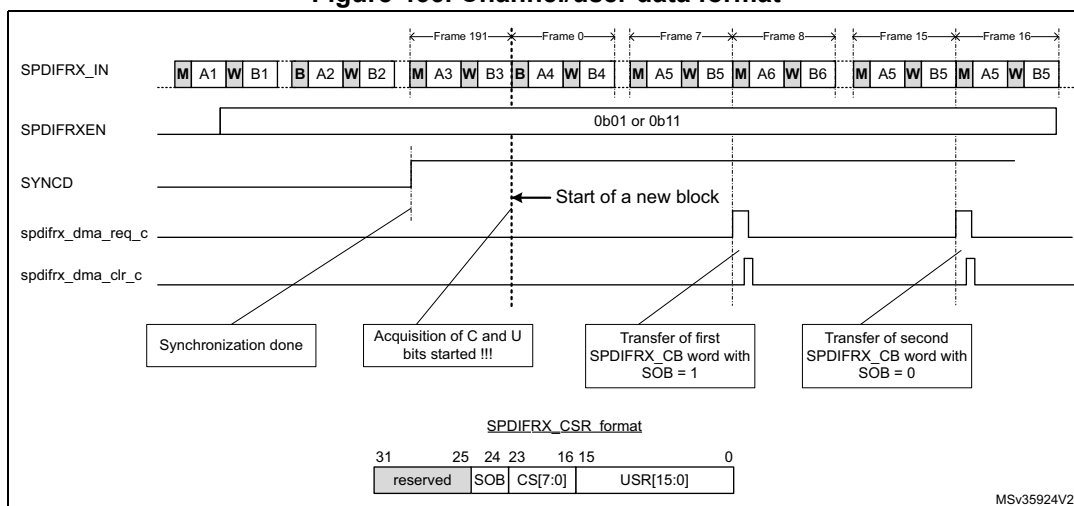 Figure 430. Channel/user data format
Frame 191 Frame 0 Frame 7 Frame 8 Frame 15 Frame 16
SPDIFRX_IN M A1 W B1 B A2 W B2 M A3 W B3 B A4 W B4 M A5 W B5 M A6 W B6 M A5 W B5 M A5 W B5
SPDIFRXEN 0b01 or 0b11
SYNCD
Start of a new block
spdifrx_dma_req_c
spdifrx_dma_clr_c
Synchronization done
Acquisition of C and U
bits started !!!
Transfer of first
SPDIFRX_CB word with
SOB = 1
Transfer of second
SPDIFRX_CB word with
SOB = 0
SPDIFRX_CSR format
31 25 24 23 16 15 0
reserved SOB CS[7:0] USR[15:0]
MSv35924V2